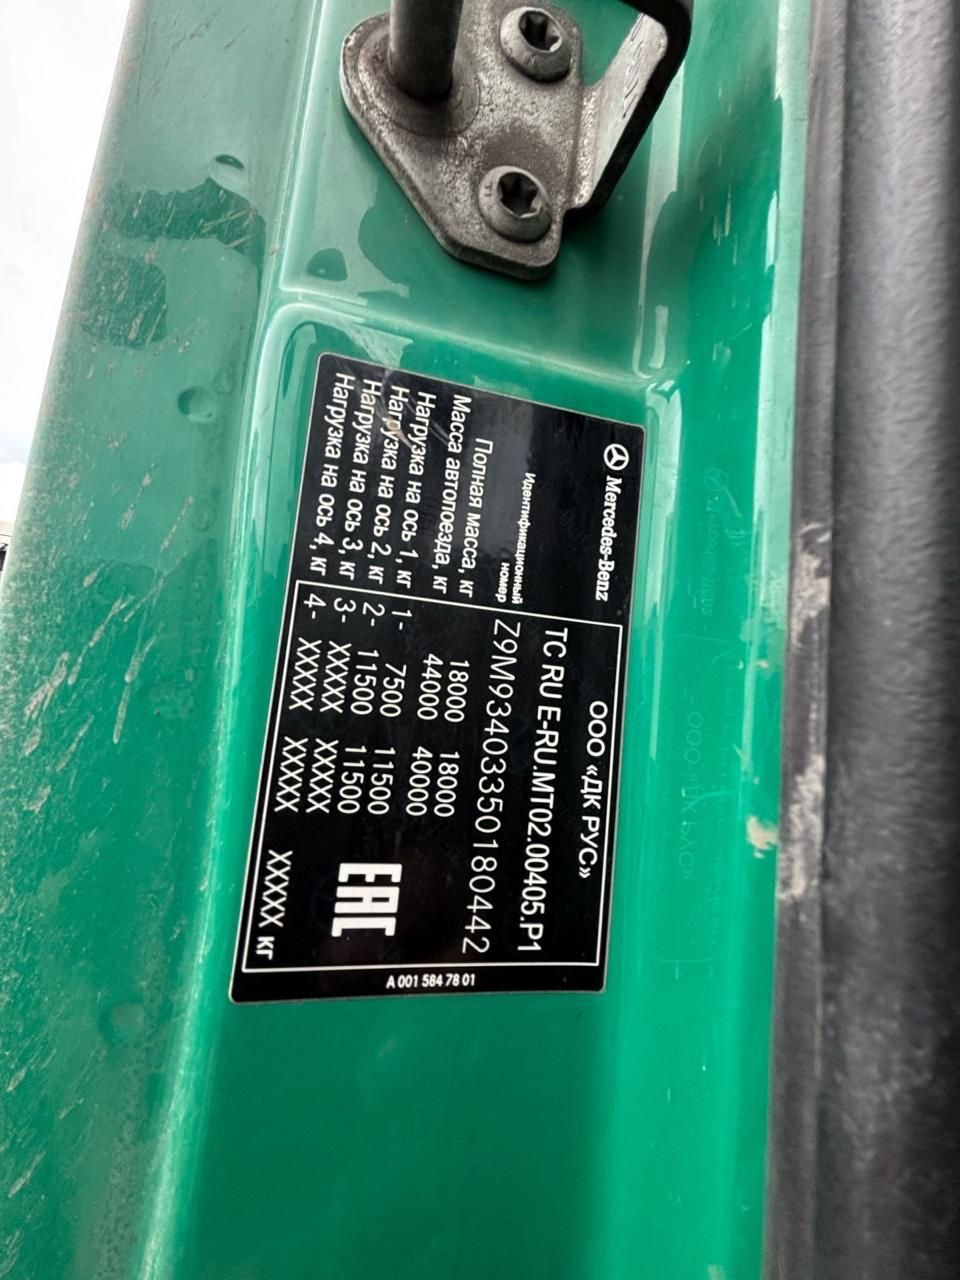 Mercedes-Benz
ООО «ДК РУС»
ТС RU E-RU.MT02.00405.P1
Идентификационный номер Z9M93403350180442
Полная масса, кг 18000 18000
Масса автопоезда, кг 44000 40000
Нагрузка на ось 1, кг 1- 7500 11500
Нагрузка на ось 2, кг 2- 11500 11500
Нагрузка на ось 3, кг 3- XXXXX XXXXX
Нагрузка на ось 4, кг 4- XXXXX XXXXX XXXXX кг
EAC
A 001 584 78 01